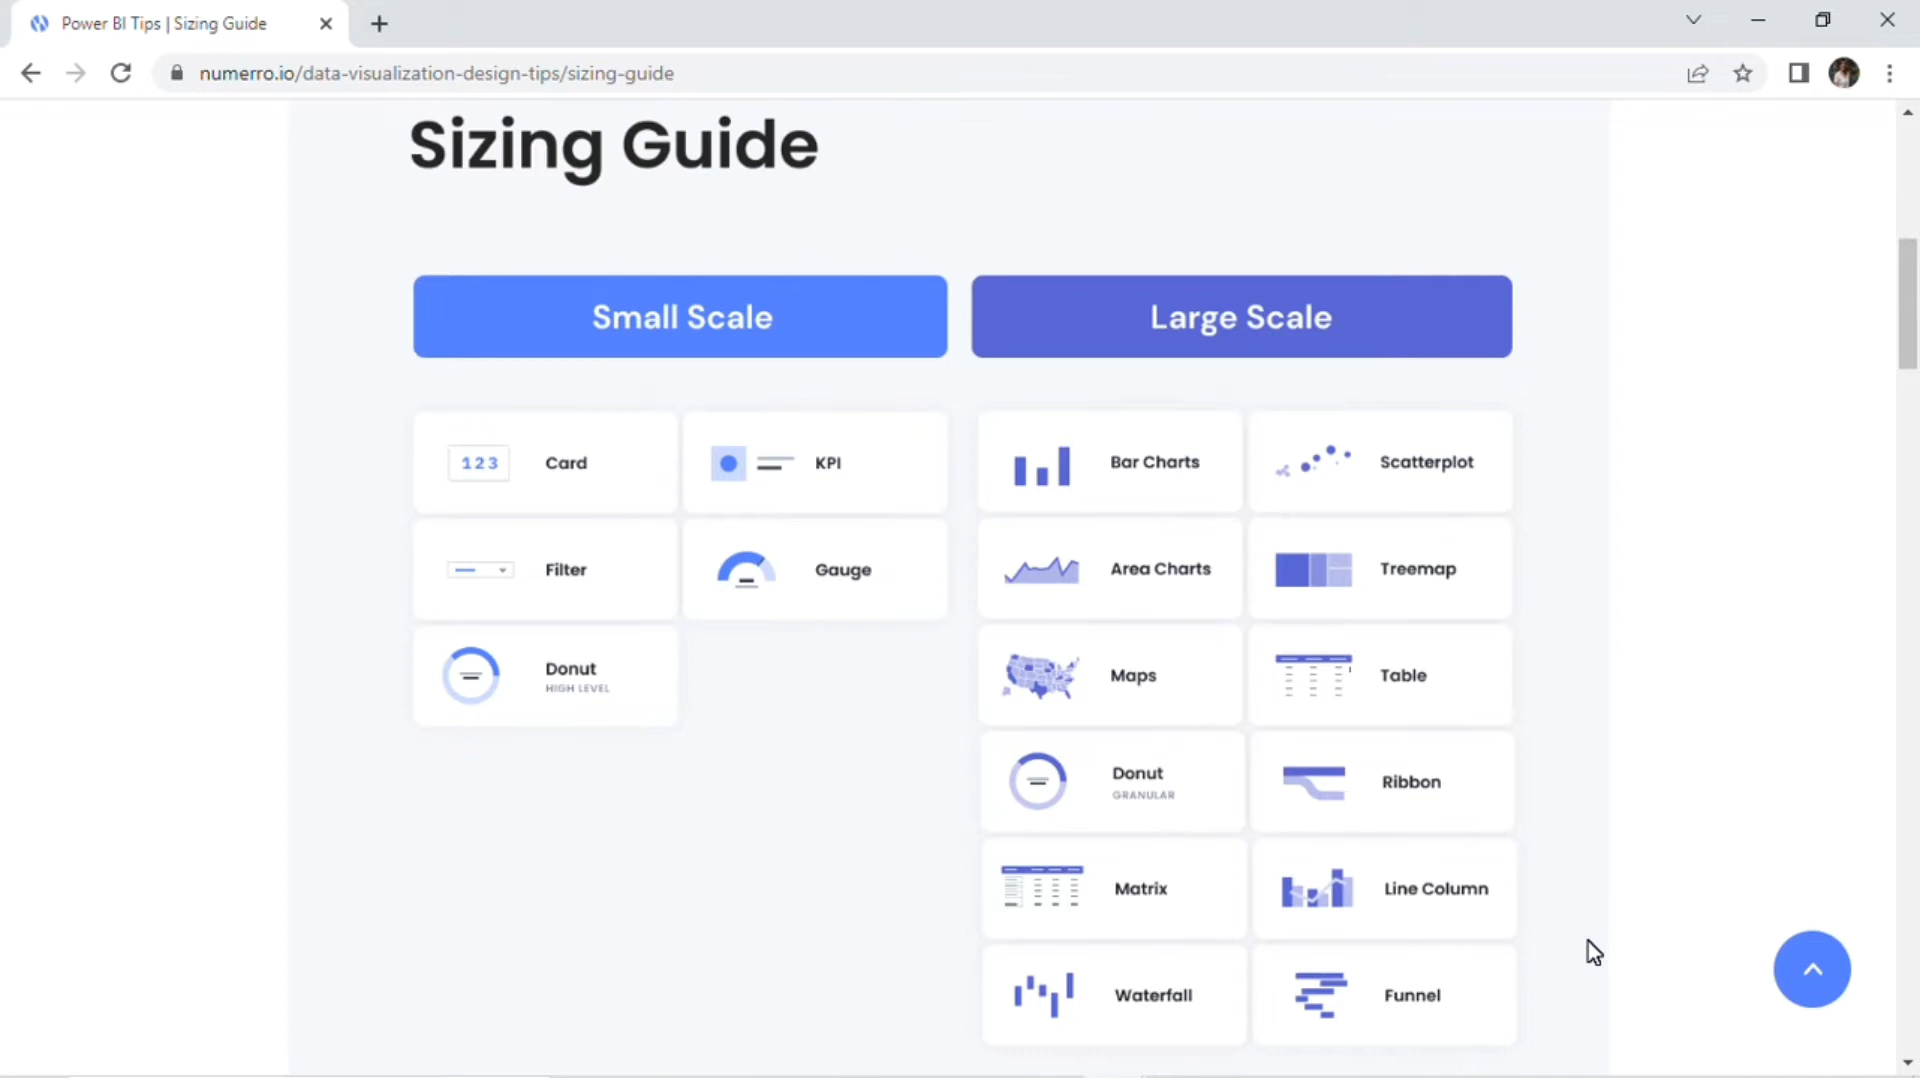 Power BI Tips | Sizing Guide
numerro.io/data-visualization-design-tips/sizing-guide
Sizing Guide
Small Scale
Large Scale
123
Card
KPI
Bar Charts
Scatterplot
Filter
Gauge
Area Charts
Treemap
Donut
HIGH LEVEL
Maps
Table
Donut
GRANULAR
Ribbon
Matrix
Line Column
Waterfall
Funnel